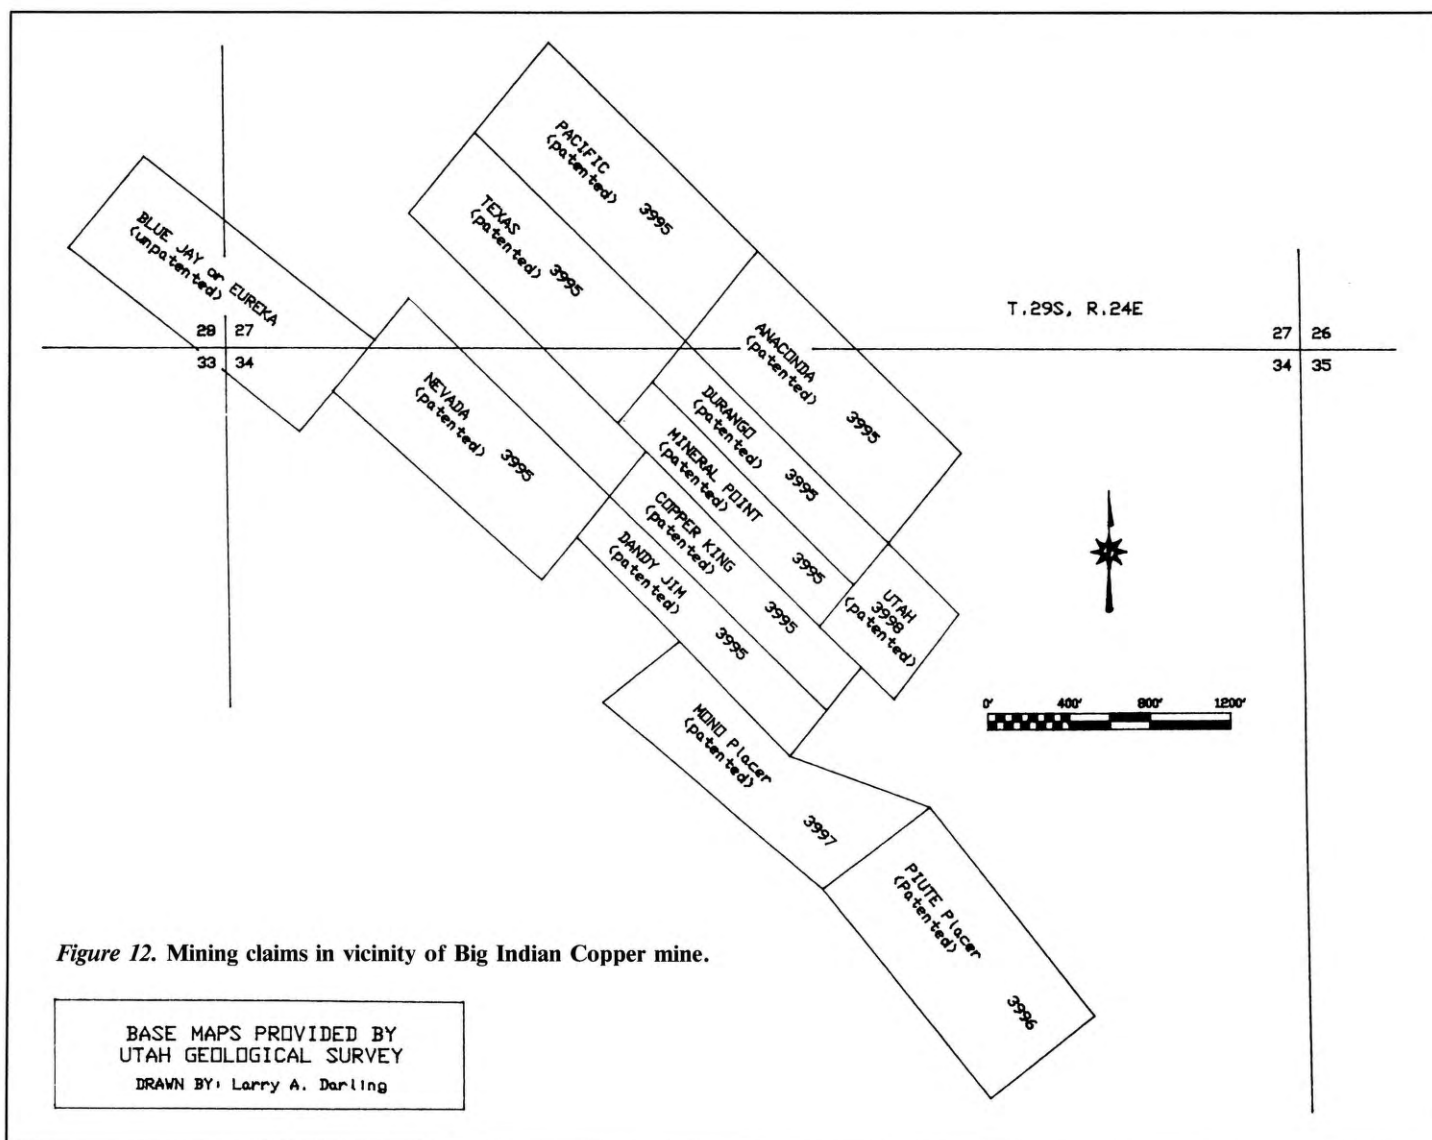 PACIFIC
(patented)
3995
TEXAS
(patented)
3995
BLUE JAY or EUREKA
(unpatented)
T.29S, R.24E
28 27
33 34
27 26
34 35
ANACONDA
(patented)
3995
NEVADA
(patented)
3995
DURANGO
(patented)
3995
MINERAL POINT
(patented)
3995
COPPER KING
(patented)
3995
DANDY JIM
(patented)
3995
UTAH
3998
(patented)
0' 400' 800' 1200'
MONO Placer
(patented)
3997
PIUTE Placer
(Patented)
3996
Figure 12. Mining claims in vicinity of Big Indian Copper mine.
BASE MAPS PROVIDED BY
UTAH GEOLOGICAL SURVEY
DRAWN BY: Larry A. Darling